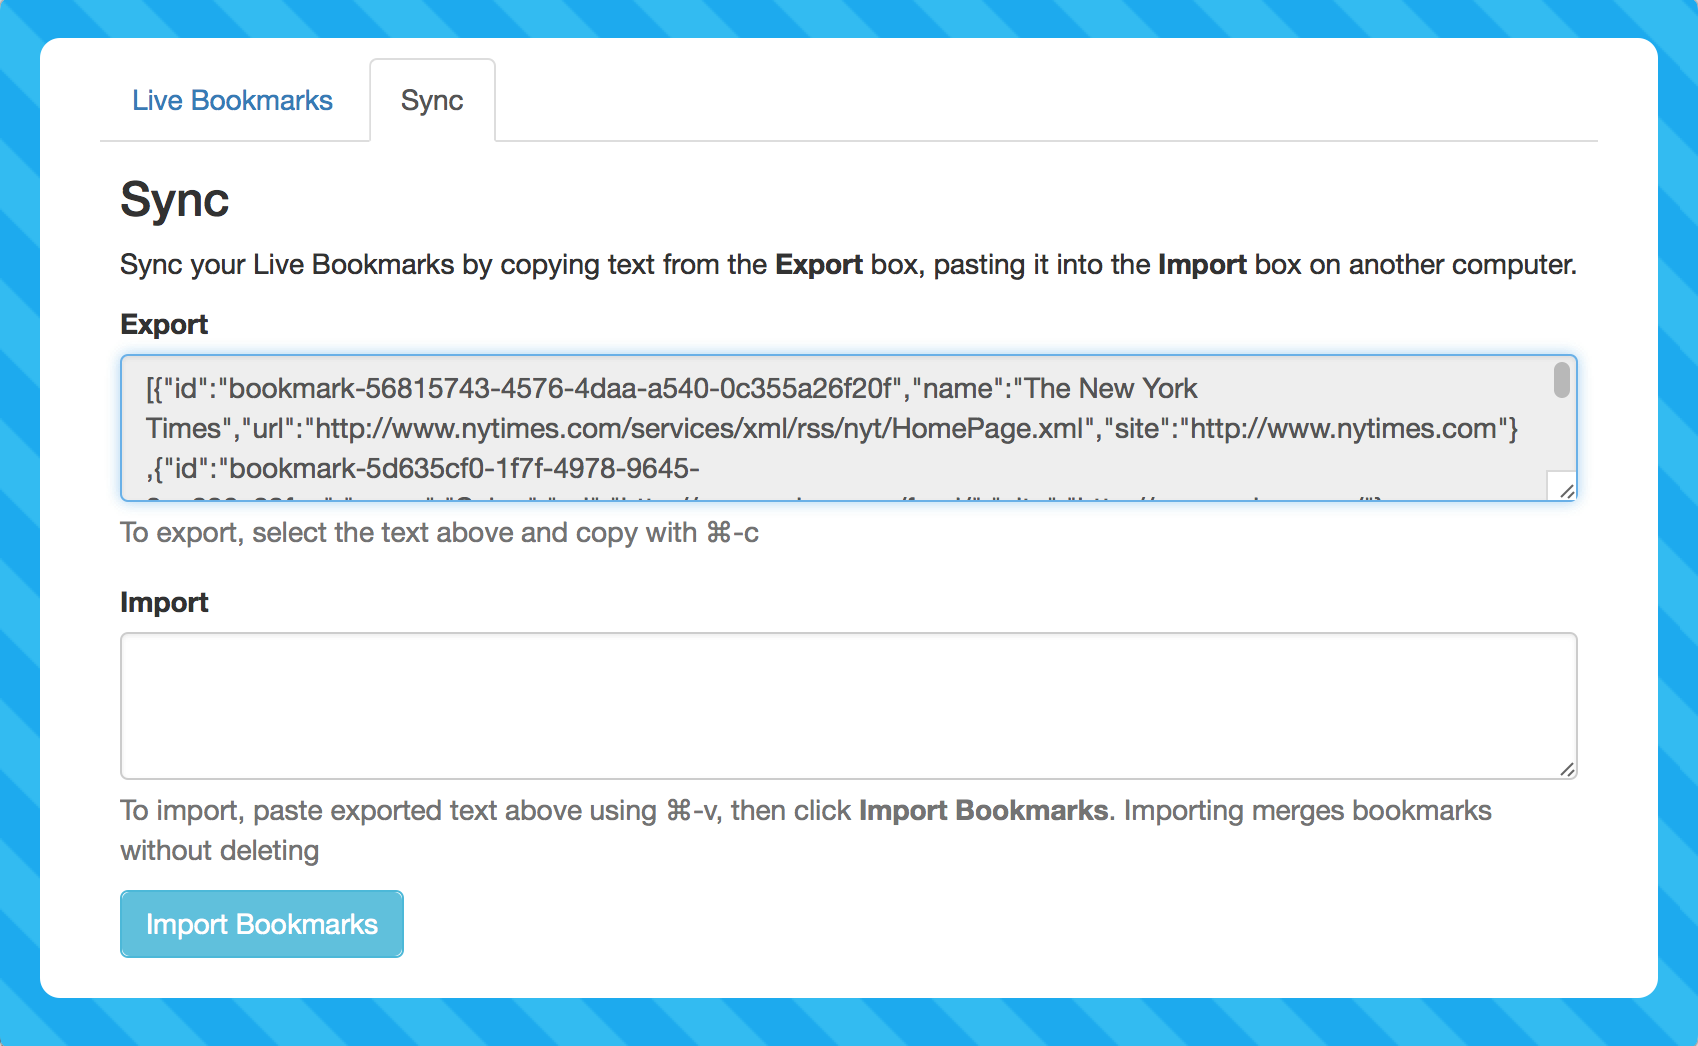 Live Bookmarks
Sync
Sync
Sync your Live Bookmarks by copying text from the Export box, pasting it into the Import box on another computer.
Export
[{"id":"bookmark-56815743-4576-4daa-a540-0c355a26f20f","name":"The New York
Times","url":"http://www.nytimes.com/services/xml/rss/nyt/HomePage.xml","site":"http://www.nytimes.com"}
,{"id":"bookmark-5d635cf0-1f7f-4978-9645-
To export, select the text above and copy with ⌘-c
Import
To import, paste exported text above using ⌘-v, then click Import Bookmarks. Importing merges bookmarks
without deleting
Import Bookmarks